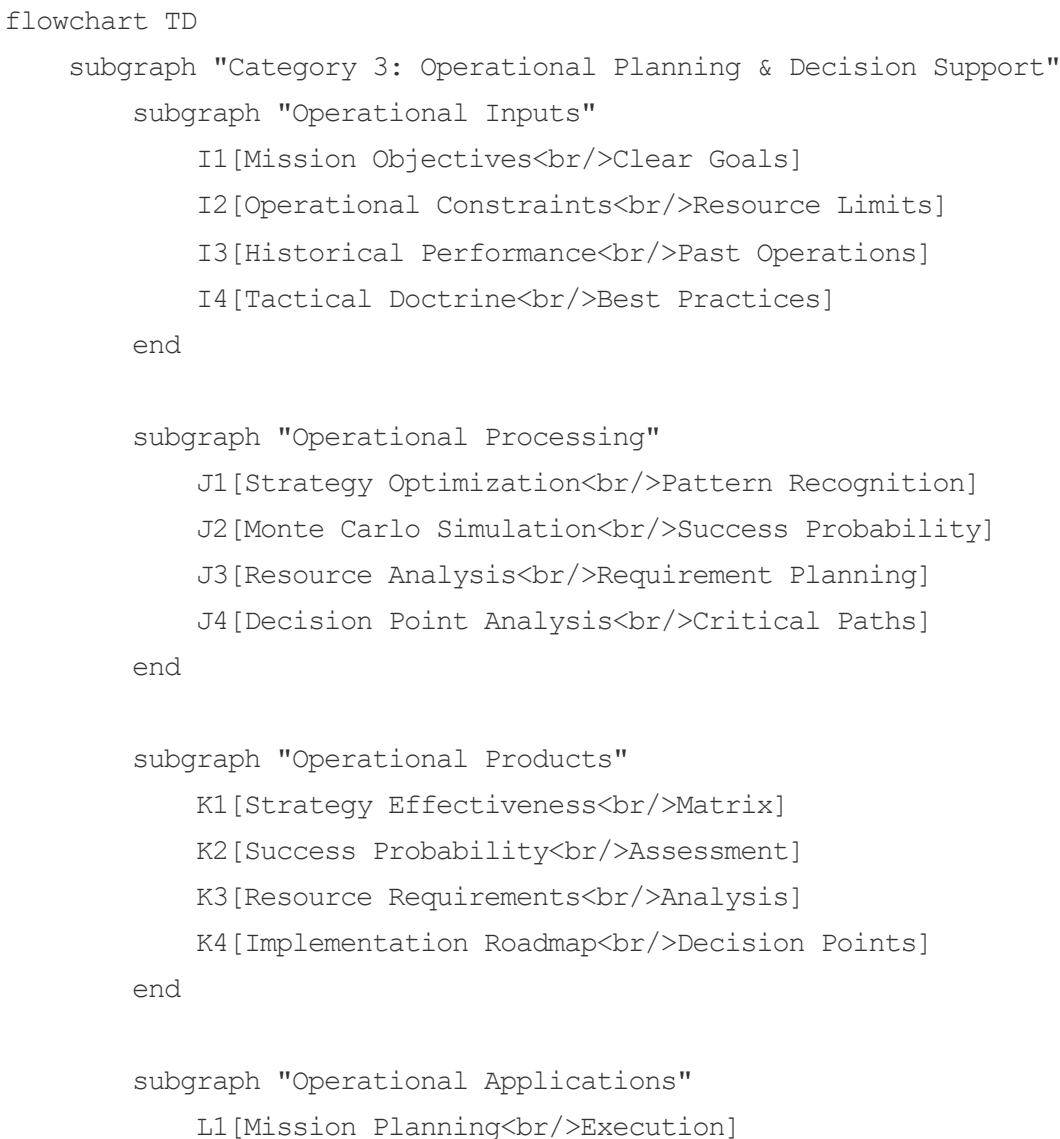 flowchart TD
subgraph "Category 3: Operational Planning & Decision Support"
subgraph "Operational Inputs"
I1[Mission Objectives<br/>Clear Goals]
I2[Operational Constraints<br/>Resource Limits]
I3[Historical Performance<br/>Past Operations]
I4[Tactical Doctrine<br/>Best Practices]
end
subgraph "Operational Processing"
J1[Strategy Optimization<br/>Pattern Recognition]
J2[Monte Carlo Simulation<br/>Success Probability]
J3[Resource Analysis<br/>Requirement Planning]
J4[Decision Point Analysis<br/>Critical Paths]
end
subgraph "Operational Products"
K1[Strategy Effectiveness<br/>Matrix]
K2[Success Probability<br/>Assessment]
K3[Resource Requirements<br/>Analysis]
K4[Implementation Roadmap<br/>Decision Points]
end
subgraph "Operational Applications"
L1[Mission Planning<br/>Execution]